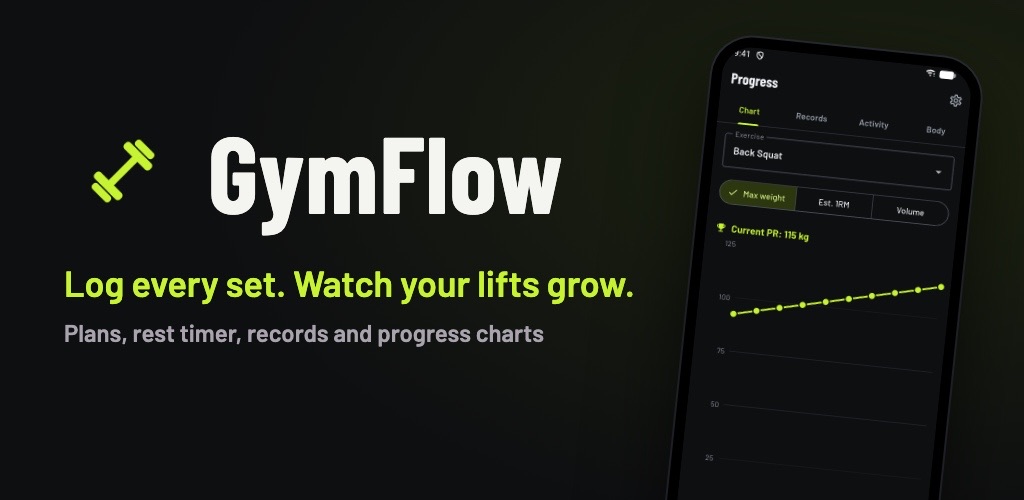 GymFlow
Log every set. Watch your lifts grow.
Plans, rest timer, records and progress charts
9:41
Progress
Chart Records Activity Body
Exercise
Back Squat
Max weight Est. 1RM Volume
Current PR: 115 kg
125
100
75
50
25